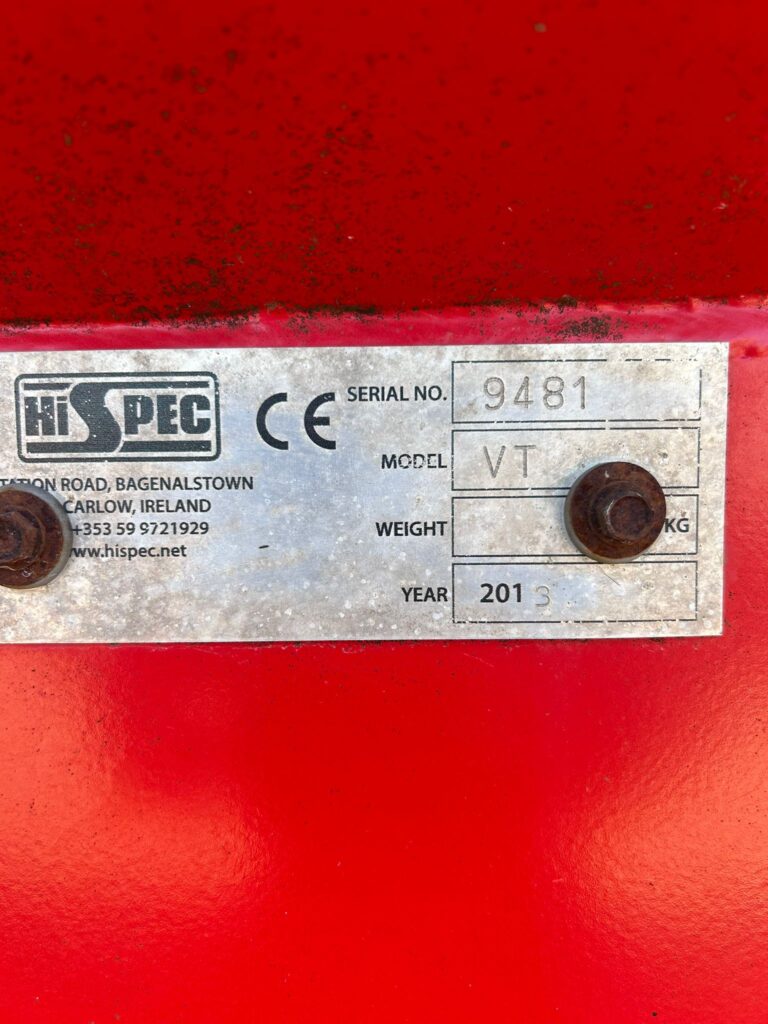 HiSPEC
CE
TATION ROAD, BAGENALSTOWN
CARLOW, IRELAND
+353 59 9721929
www.hispec.net
SERIAL NO. 9481
MODEL VT
WEIGHT KG
YEAR 2013